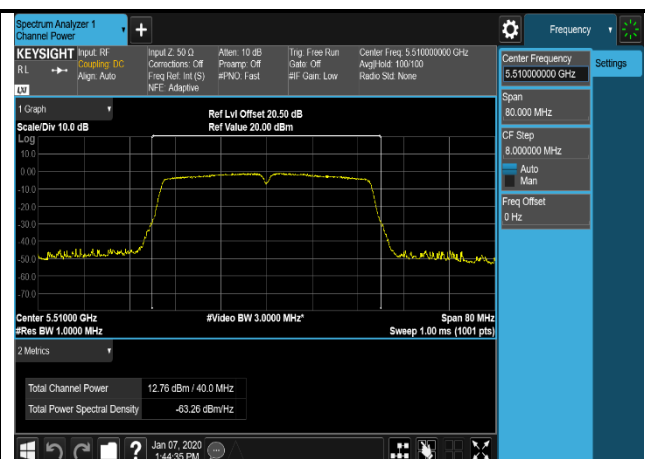 Spectrum Analyzer 1
Channel Power
+
Frequency
KEYSIGHT
RL
LXI
Input: RF
Coupling: DC
Align: Auto
Input Z: 50 Ω
Corrections: Off
Freq Ref: Int (S)
NFE: Adaptive
Atten: 10 dB
Preamp: Off
#PNO: Fast
Trig: Free Run
Gate: Off
#IF Gain: Low
Center Freq: 5.510000000 GHz
Avg|Hold: 100/100
Radio Std: None
Center Frequency
5.510000000 GHz
Settings
Span
80.000 MHz
CF Step
8.000000 MHz
Auto
Man
Freq Offset
0 Hz
1 Graph
Scale/Div 10.0 dB
Ref Lvl Offset 20.50 dB
Ref Value 20.00 dBm
Log
10.0
0.00
-10.0
-20.0
-30.0
-40.0
-50.0
-60.0
-70.0
Center 5.51000 GHz
#Video BW 3.0000 MHz*
Span 80 MHz
#Res BW 1.0000 MHz
Sweep 1.00 ms (1001 pts)
2 Metrics
Total Channel Power 12.76 dBm / 40.0 MHz
Total Power Spectral Density -63.26 dBm/Hz
?
Jan 07, 2020
1:44:35 PM